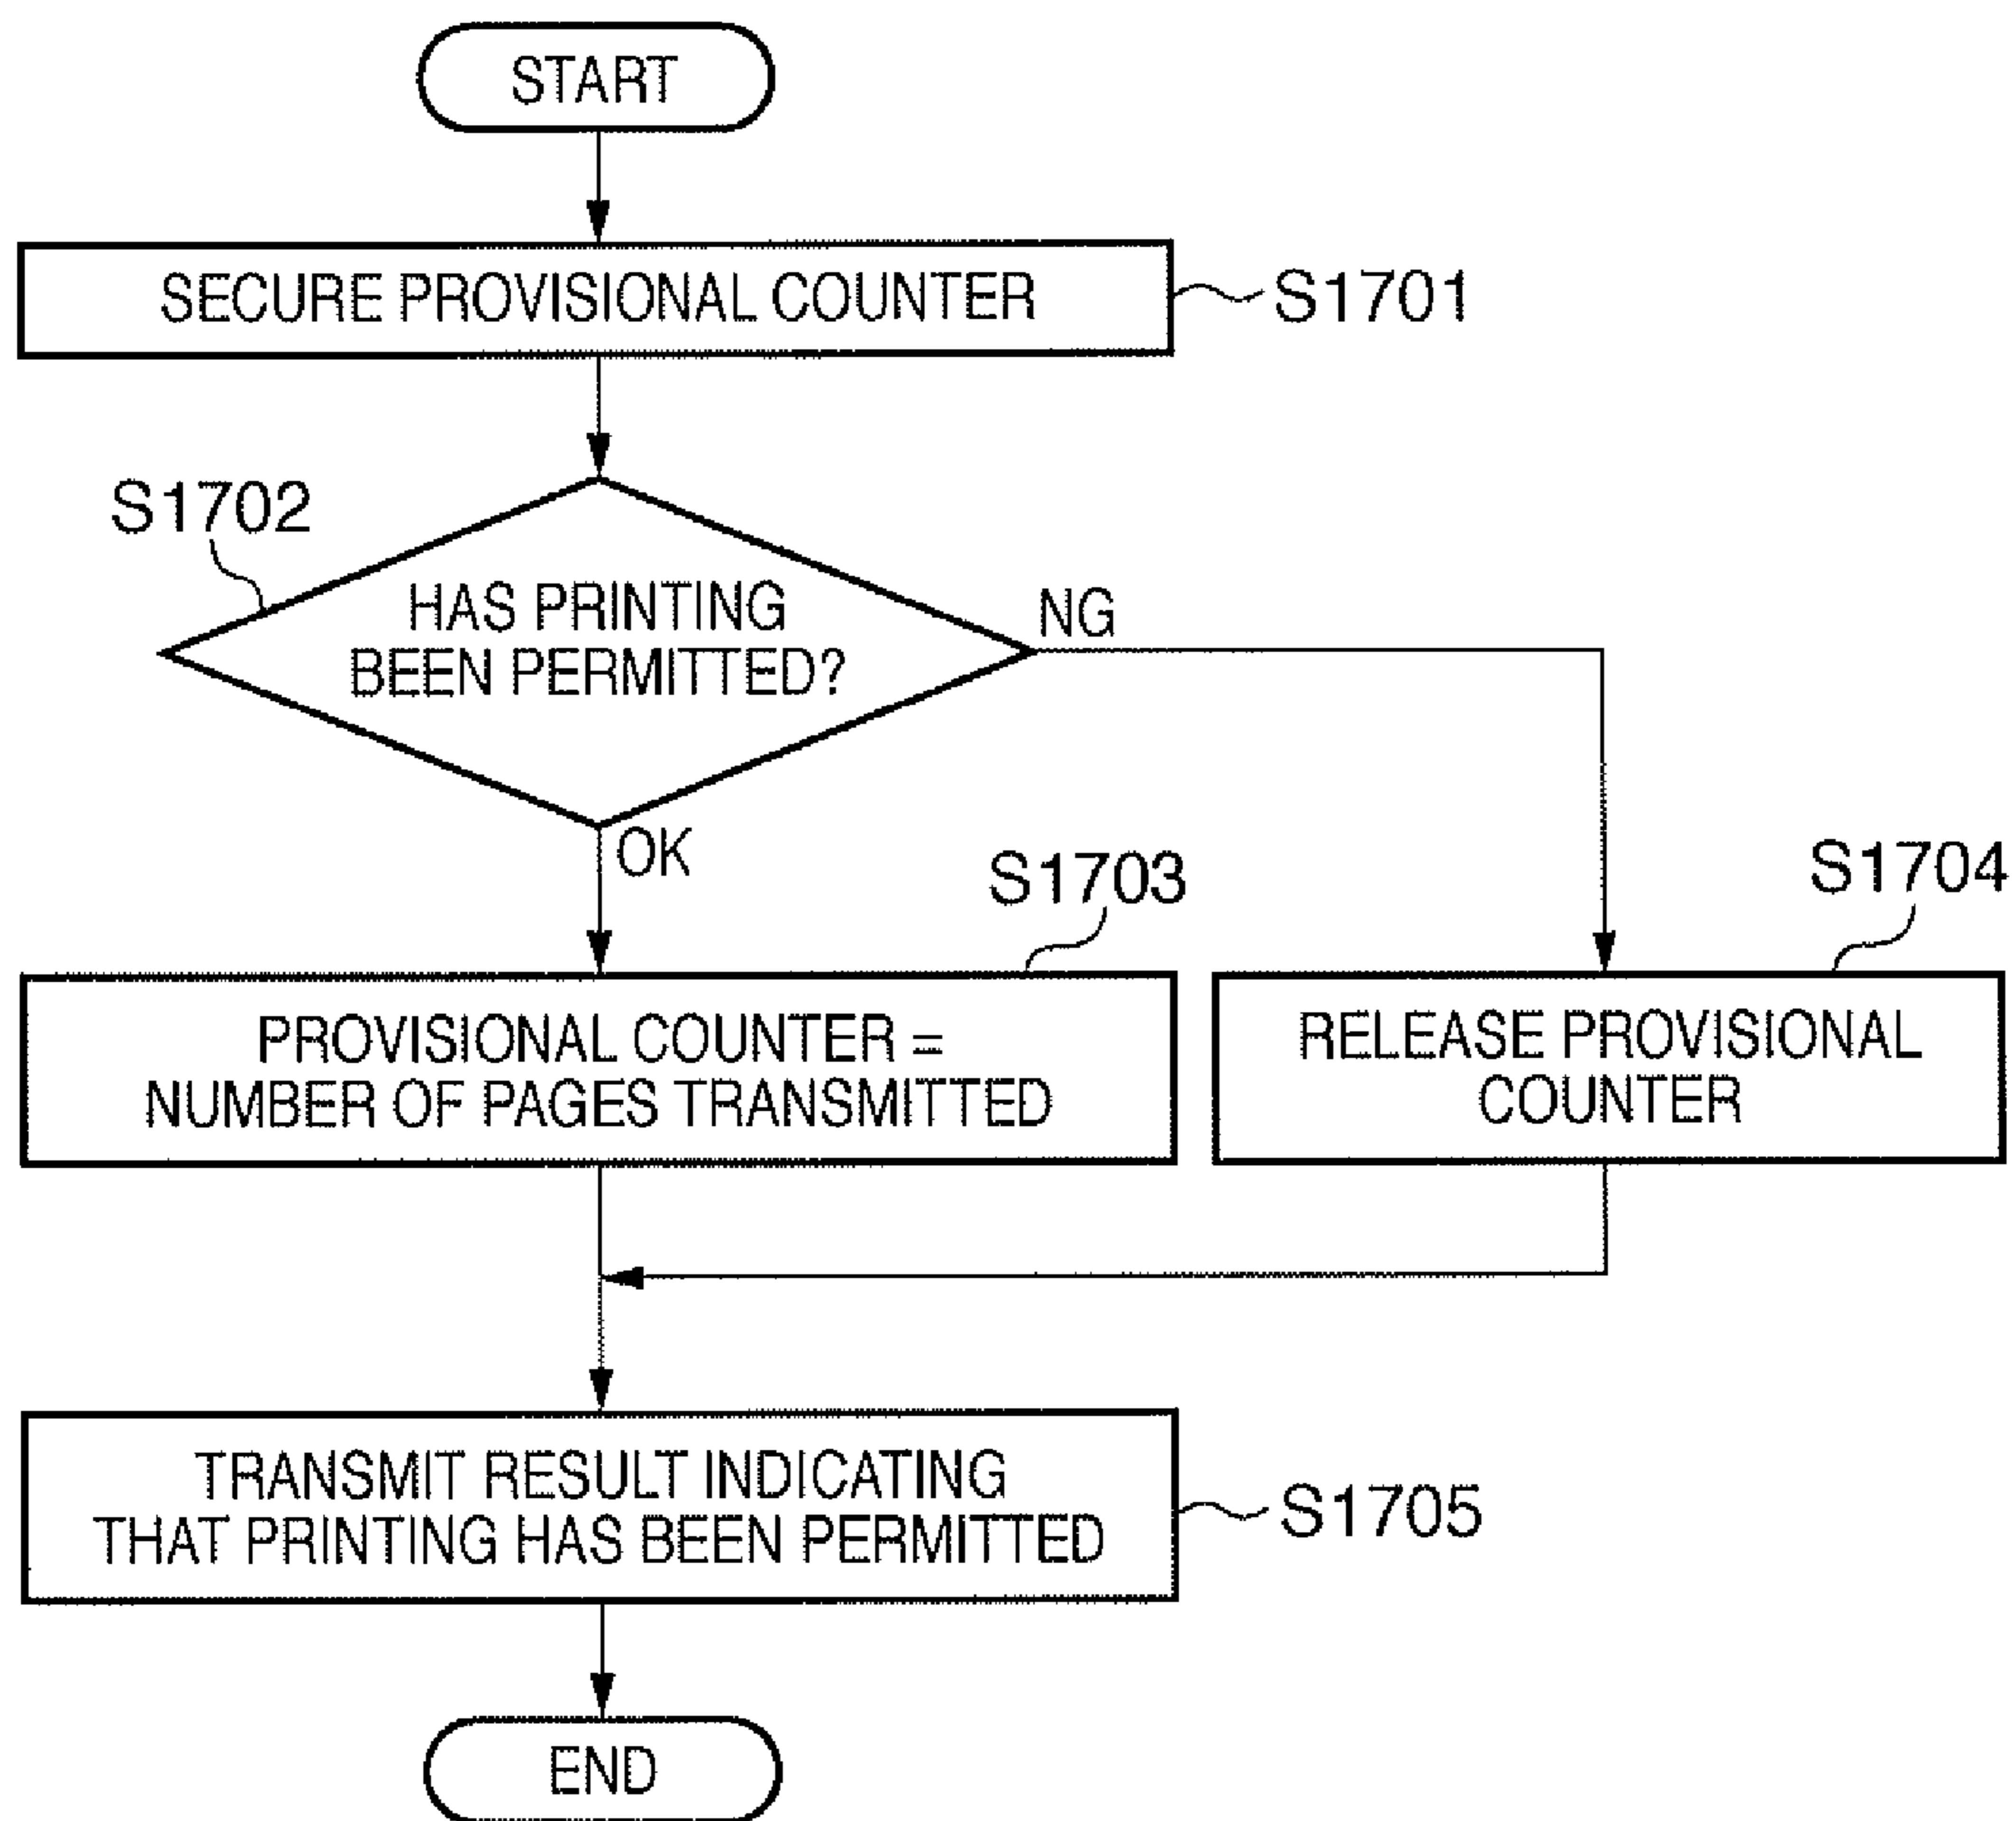 START
SECURE PROVISIONAL COUNTER
S1701
S1702
HAS PRINTING
BEEN PERMITTED?
NG
OK
S1703
S1704
PROVISIONAL COUNTER =
NUMBER OF PAGES TRANSMITTED
RELEASE PROVISIONAL
COUNTER
TRANSMIT RESULT INDICATING
THAT PRINTING HAS BEEN PERMITTED
S1705
END